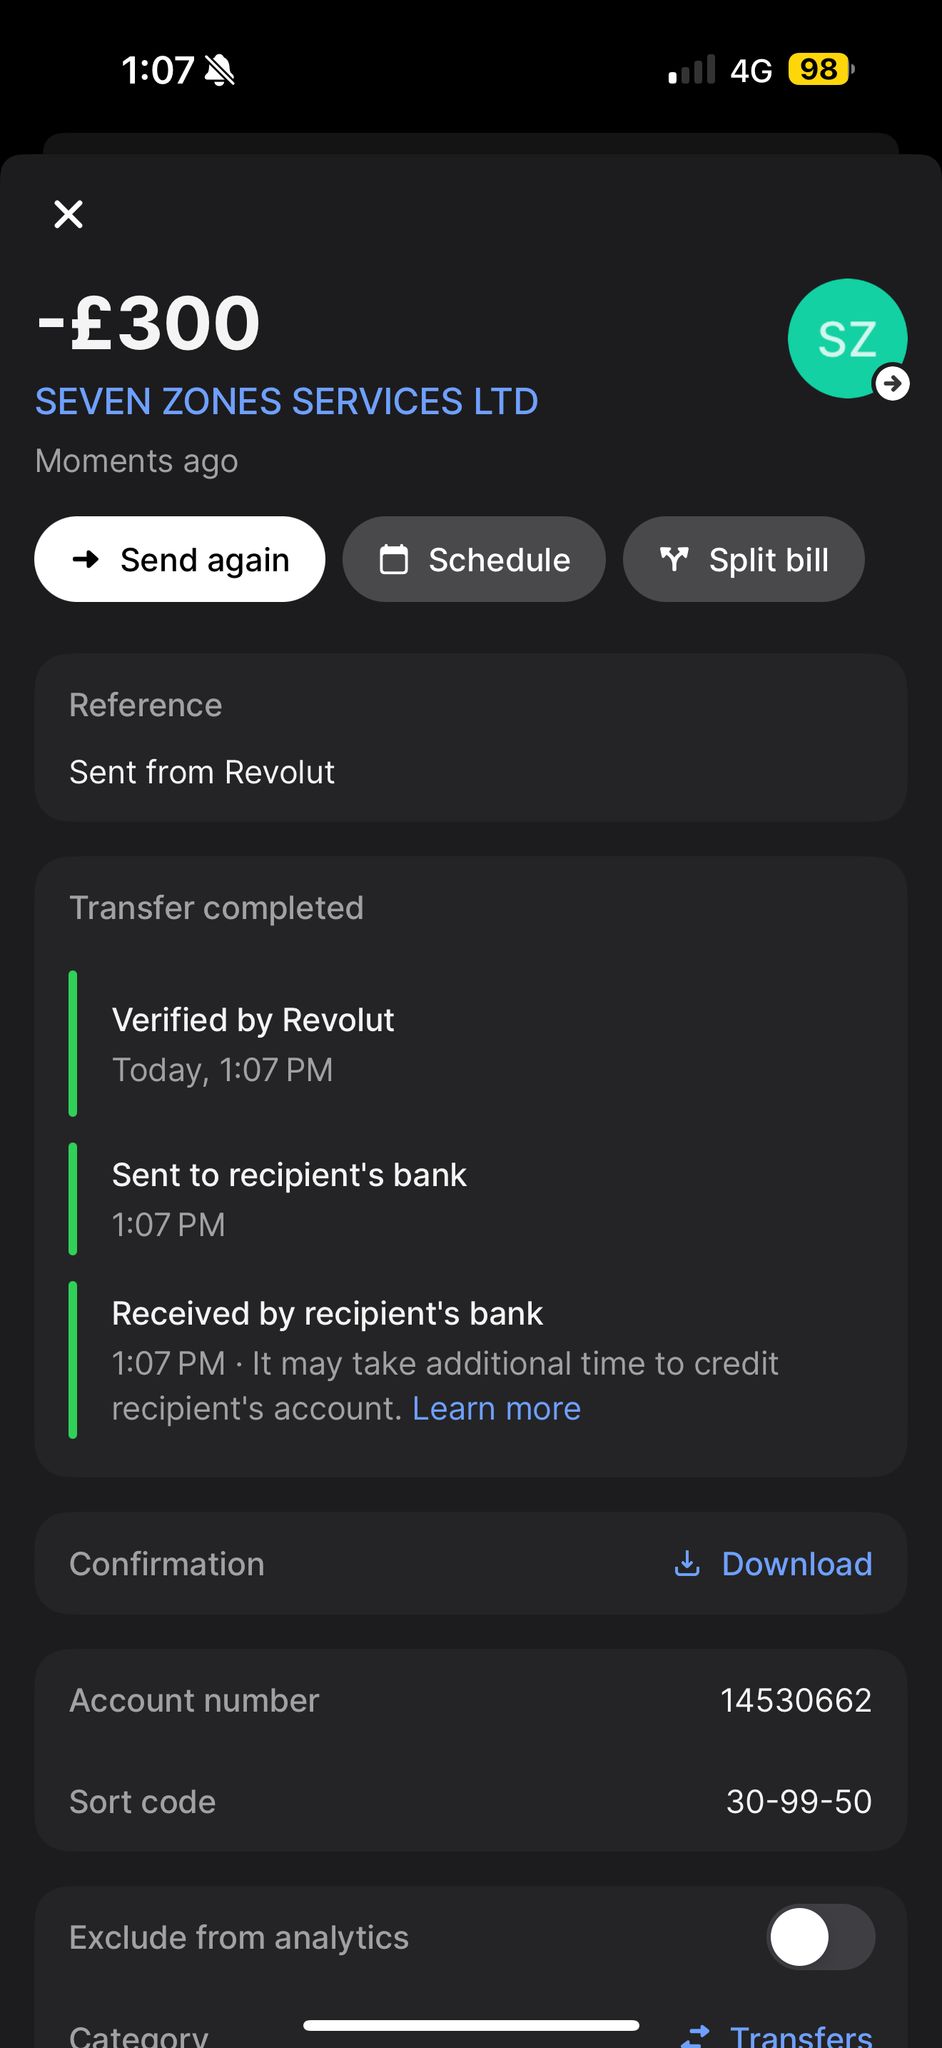 1:07
4G
98
-£300
SZ
SEVEN ZONES SERVICES LTD
Moments ago
Send again
Schedule
Split bill
Reference
Sent from Revolut
Transfer completed
Verified by Revolut
Today, 1:07 PM
Sent to recipient's bank
1:07 PM
Received by recipient's bank
1:07 PM · It may take additional time to credit
recipient's account. Learn more
Confirmation
Download
Account number
14530662
Sort code
30-99-50
Exclude from analytics
Category
Transfers